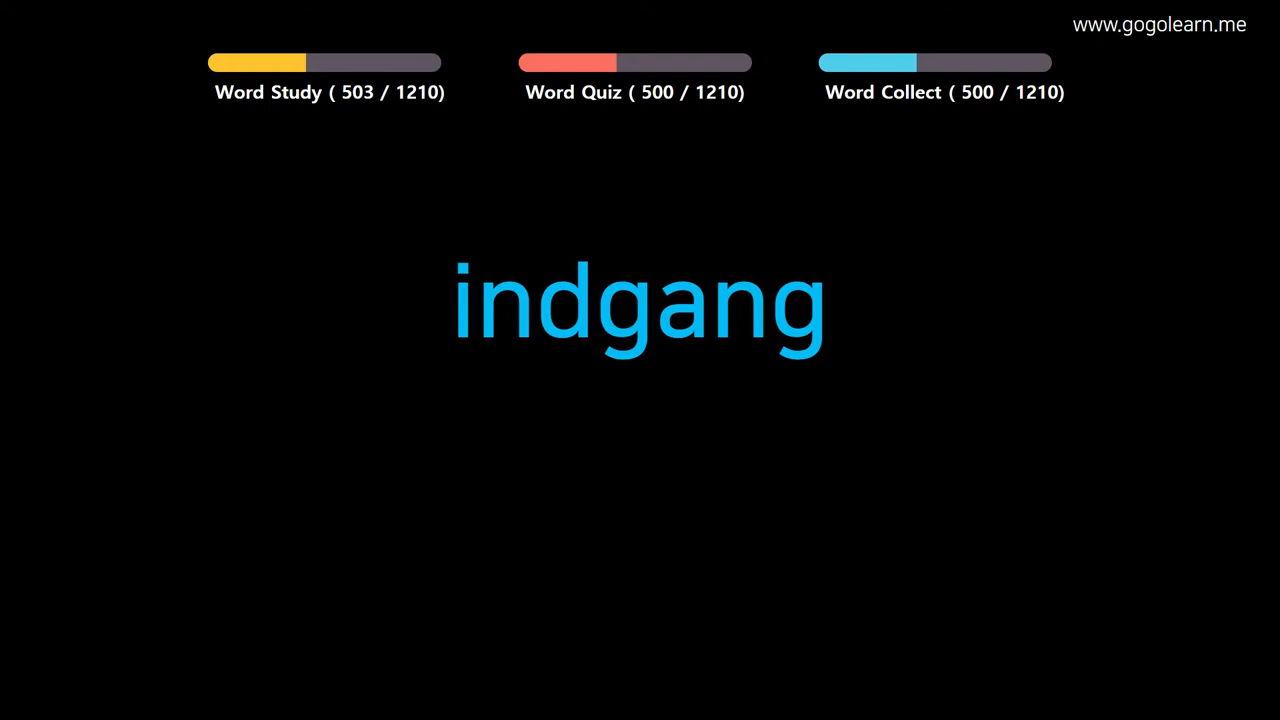 www.gogolearn.me
Word Study ( 503 / 1210)
Word Quiz ( 500 / 1210)
Word Collect ( 500 / 1210)
indgang